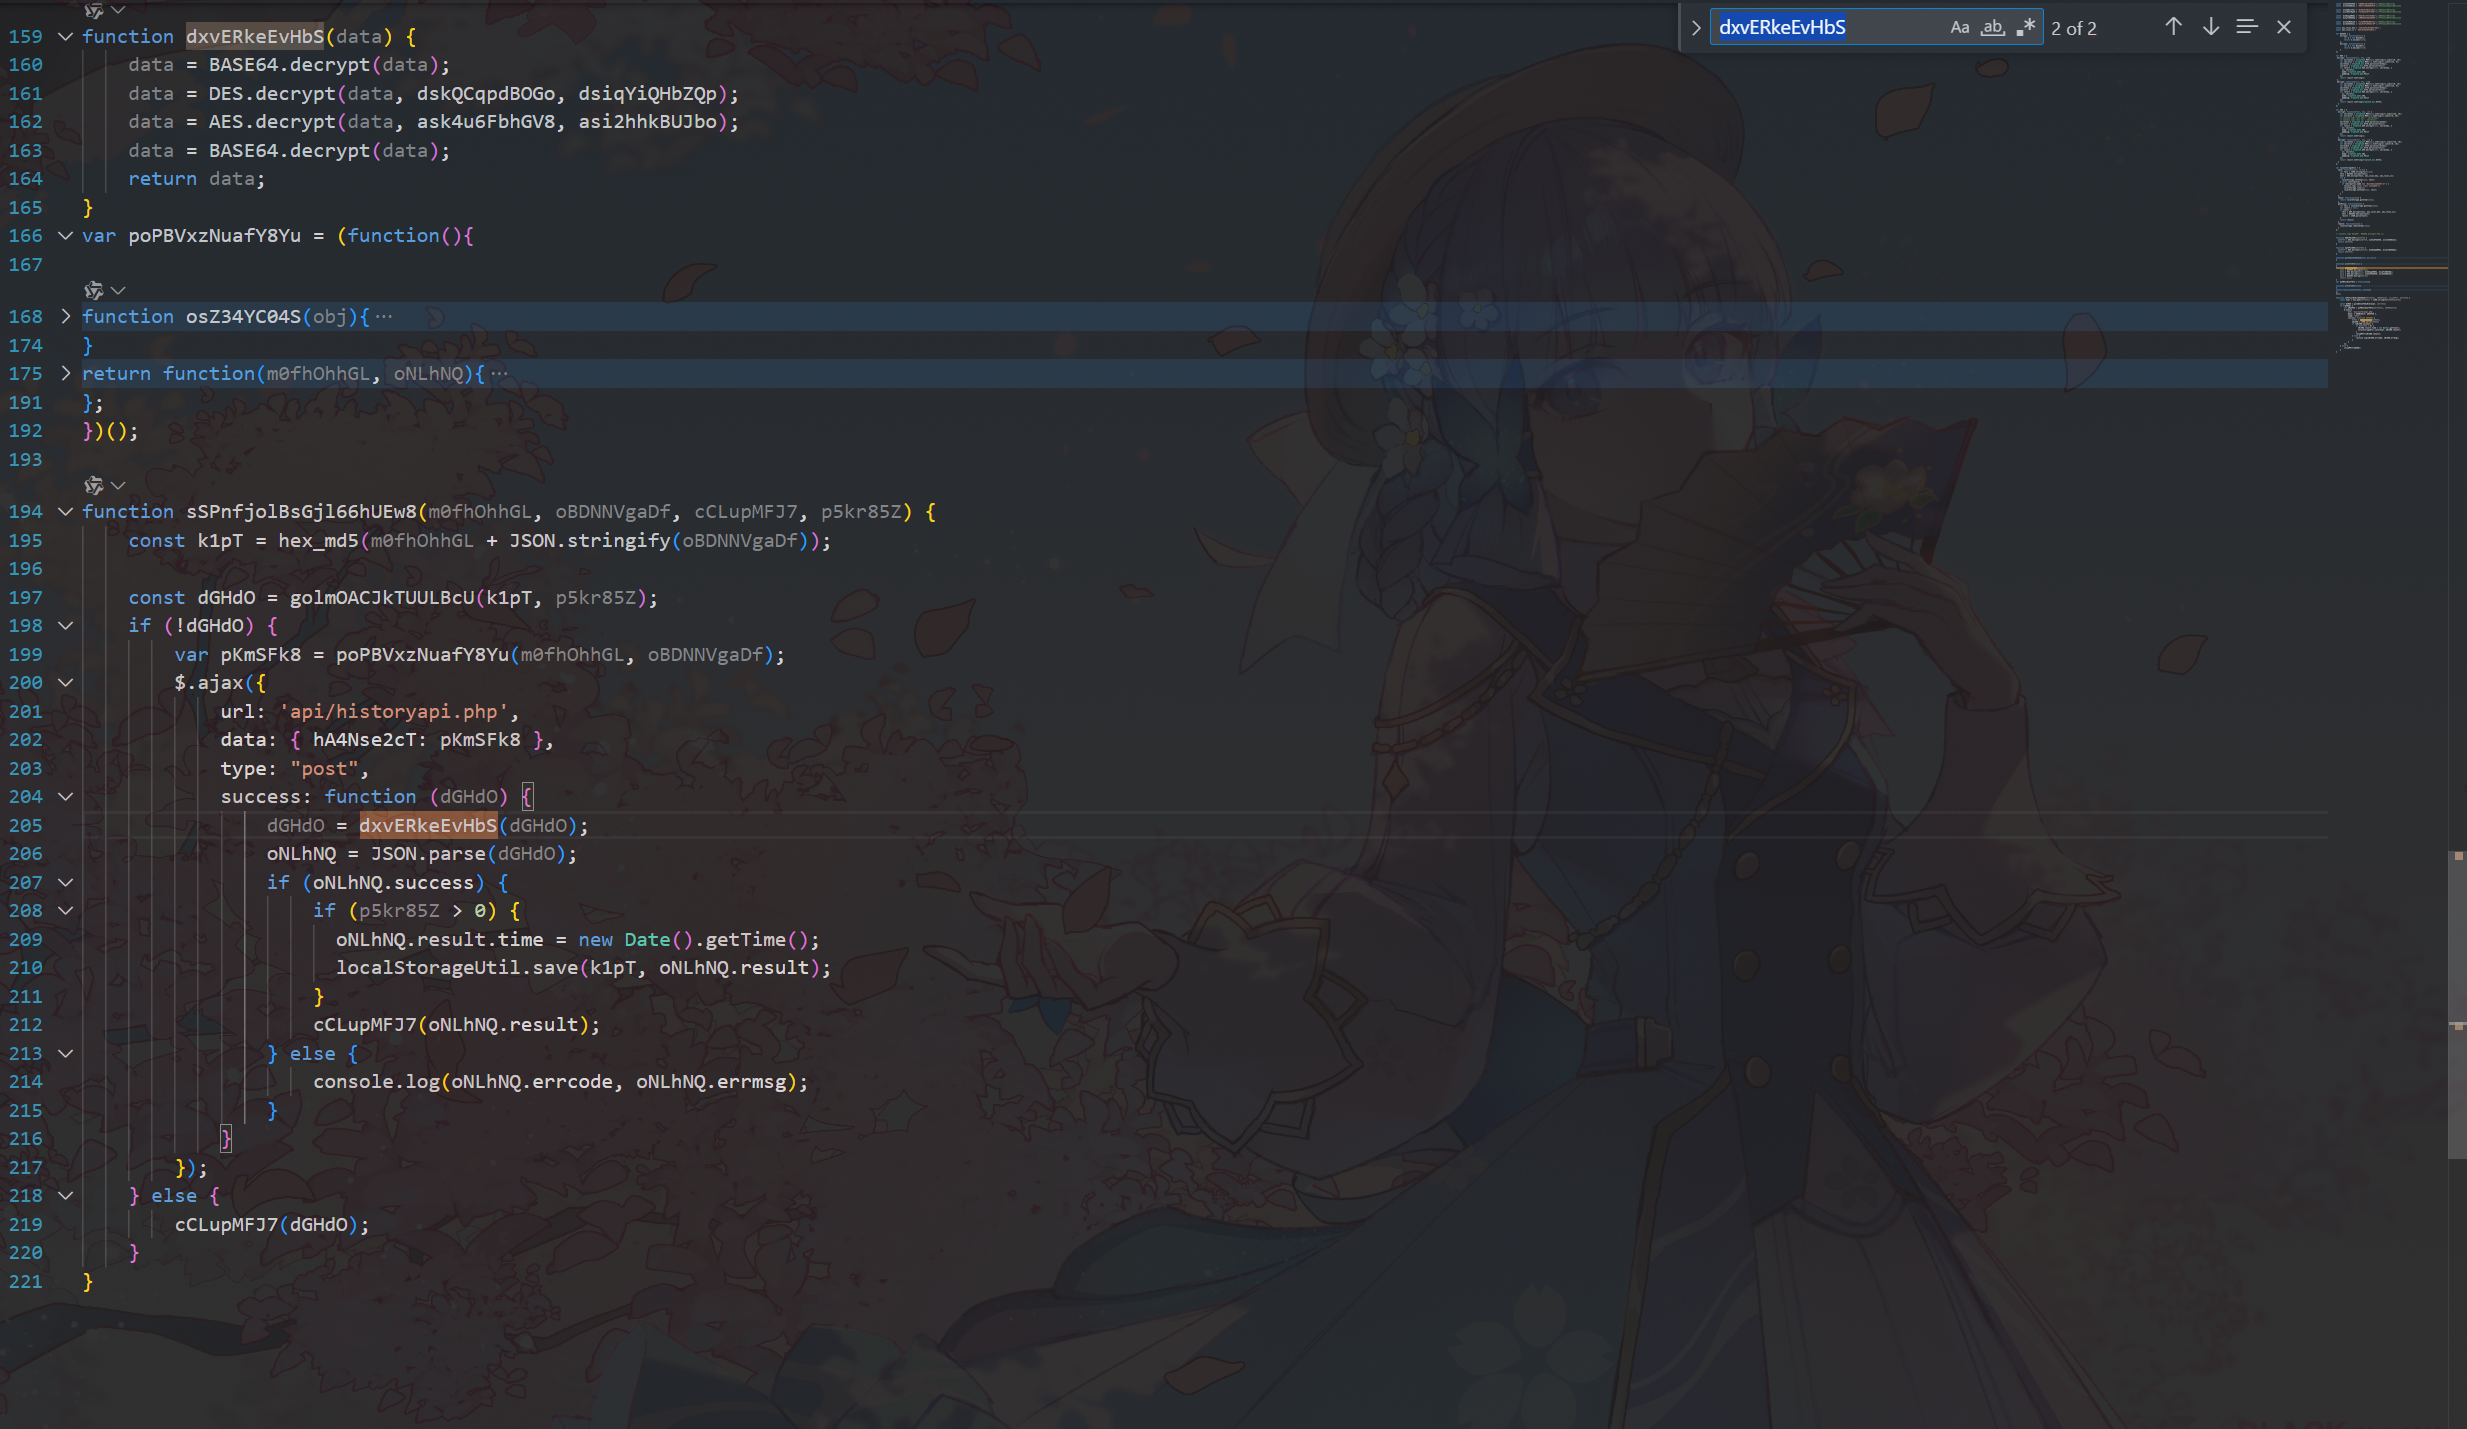 dxvERkeEvHbS Aa ab .* 2 of 2
159 function dxvERkeEvHbS(data) {
160 data = BASE64.decrypt(data);
161 data = DES.decrypt(data, dskQCqpdBOGo, dsiqYiQHbZQp);
162 data = AES.decrypt(data, ask4u6FbhGV8, asi2hhkBUJbo);
163 data = BASE64.decrypt(data);
164 return data;
165 }
166 var poPBVxzNuafY8Yu = (function(){
167
168 function osZ34YC04S(obj){ ...
174 }
175 return function(m0fhOhhGL, oNLhNQ){ ...
191 };
192 })();
193
194 function sSPnfjolBsGjl66hUEw8(m0fhOhhGL, oBDNNVgaDf, cCLupMFJ7, p5kr85Z) {
195 const k1pT = hex_md5(m0fhOhhGL + JSON.stringify(oBDNNVgaDf));
196
197 const dGHdO = golmOACJkTUULBcU(k1pT, p5kr85Z);
198 if (!dGHdO) {
199 var pKmSFk8 = poPBVxzNuafY8Yu(m0fhOhhGL, oBDNNVgaDf);
200 $.ajax({
201 url: 'api/historyapi.php',
202 data: { hA4Nse2cT: pKmSFk8 },
203 type: "post",
204 success: function (dGHdO) {
205 dGHdO = dxvERkeEvHbS(dGHdO);
206 oNLhNQ = JSON.parse(dGHdO);
207 if (oNLhNQ.success) {
208 if (p5kr85Z > 0) {
209 oNLhNQ.result.time = new Date().getTime();
210 localStorageUtil.save(k1pT, oNLhNQ.result);
211 }
212 cCLupMFJ7(oNLhNQ.result);
213 } else {
214 console.log(oNLhNQ.errcode, oNLhNQ.errmsg);
215 }
216 }
217 });
218 } else {
219 cCLupMFJ7(dGHdO);
220 }
221 }